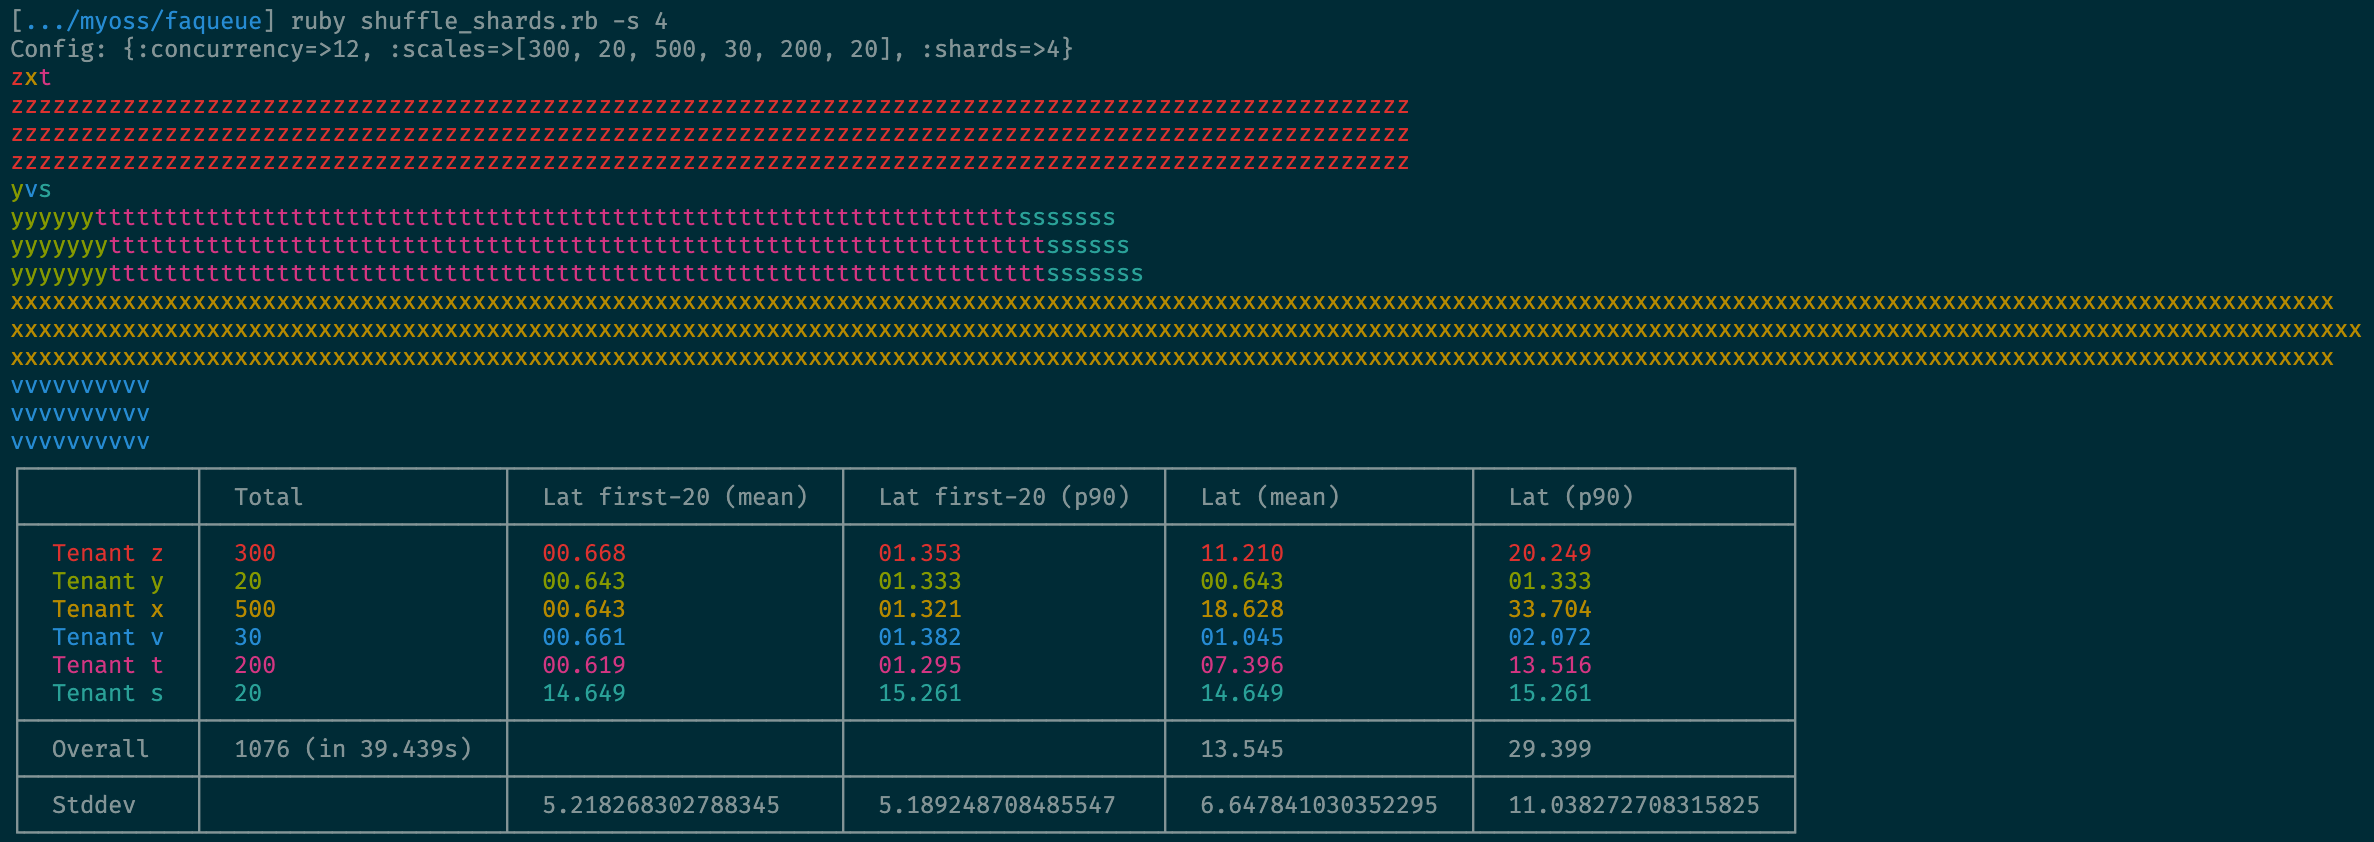 [.../myoss/faqueue] ruby shuffle_shards.rb -s 4
Config: {:concurrency=>12, :scales=>[300, 20, 500, 30, 200, 20], :shards=>4}
zxt
zzzzzzzzzzzzzzzzzzzzzzzzzzzzzzzzzzzzzzzzzzzzzzzzzzzzzzzzzzzzzzzzzzzzzzzzzzzzzzzzzzzzzzzzzzzzzzzzzzzz
zzzzzzzzzzzzzzzzzzzzzzzzzzzzzzzzzzzzzzzzzzzzzzzzzzzzzzzzzzzzzzzzzzzzzzzzzzzzzzzzzzzzzzzzzzzzzzzzzzzz
zzzzzzzzzzzzzzzzzzzzzzzzzzzzzzzzzzzzzzzzzzzzzzzzzzzzzzzzzzzzzzzzzzzzzzzzzzzzzzzzzzzzzzzzzzzzzzzzzzzz
yvs
yyyyyyttttttttttttttttttttttttttttttttttttttttttttttttttttttttttttttttttsssssss
yyyyyyytttttttttttttttttttttttttttttttttttttttttttttttttttttttttttttttttttssssss
yyyyyyytttttttttttttttttttttttttttttttttttttttttttttttttttttttttttttttttttsssssss
xxxxxxxxxxxxxxxxxxxxxxxxxxxxxxxxxxxxxxxxxxxxxxxxxxxxxxxxxxxxxxxxxxxxxxxxxxxxxxxxxxxxxxxxxxxxxxxxxxxxxxxxxxxxxxxxxxxxxxxxxxxxxxxxxxxxxxxxxxxxxxxxxxxxxxxxxxxxxxxxxxxxxx
xxxxxxxxxxxxxxxxxxxxxxxxxxxxxxxxxxxxxxxxxxxxxxxxxxxxxxxxxxxxxxxxxxxxxxxxxxxxxxxxxxxxxxxxxxxxxxxxxxxxxxxxxxxxxxxxxxxxxxxxxxxxxxxxxxxxxxxxxxxxxxxxxxxxxxxxxxxxxxxxxxxxxxxx
xxxxxxxxxxxxxxxxxxxxxxxxxxxxxxxxxxxxxxxxxxxxxxxxxxxxxxxxxxxxxxxxxxxxxxxxxxxxxxxxxxxxxxxxxxxxxxxxxxxxxxxxxxxxxxxxxxxxxxxxxxxxxxxxxxxxxxxxxxxxxxxxxxxxxxxxxxxxxxxxxxxxxx
vvvvvvvvvv
vvvvvvvvvv
vvvvvvvvvv
Total Lat first-20 (mean) Lat first-20 (p90) Lat (mean) Lat (p90)
Tenant z 300 00.668 01.353 11.210 20.249
Tenant y 20 00.643 01.333 00.643 01.333
Tenant x 500 00.643 01.321 18.628 33.704
Tenant v 30 00.661 01.382 01.045 02.072
Tenant t 200 00.619 01.295 07.396 13.516
Tenant s 20 14.649 15.261 14.649 15.261
Overall 1076 (in 39.439s) 13.545 29.399
Stddev 5.218268302788345 5.189248708485547 6.647841030352295 11.038272708315825